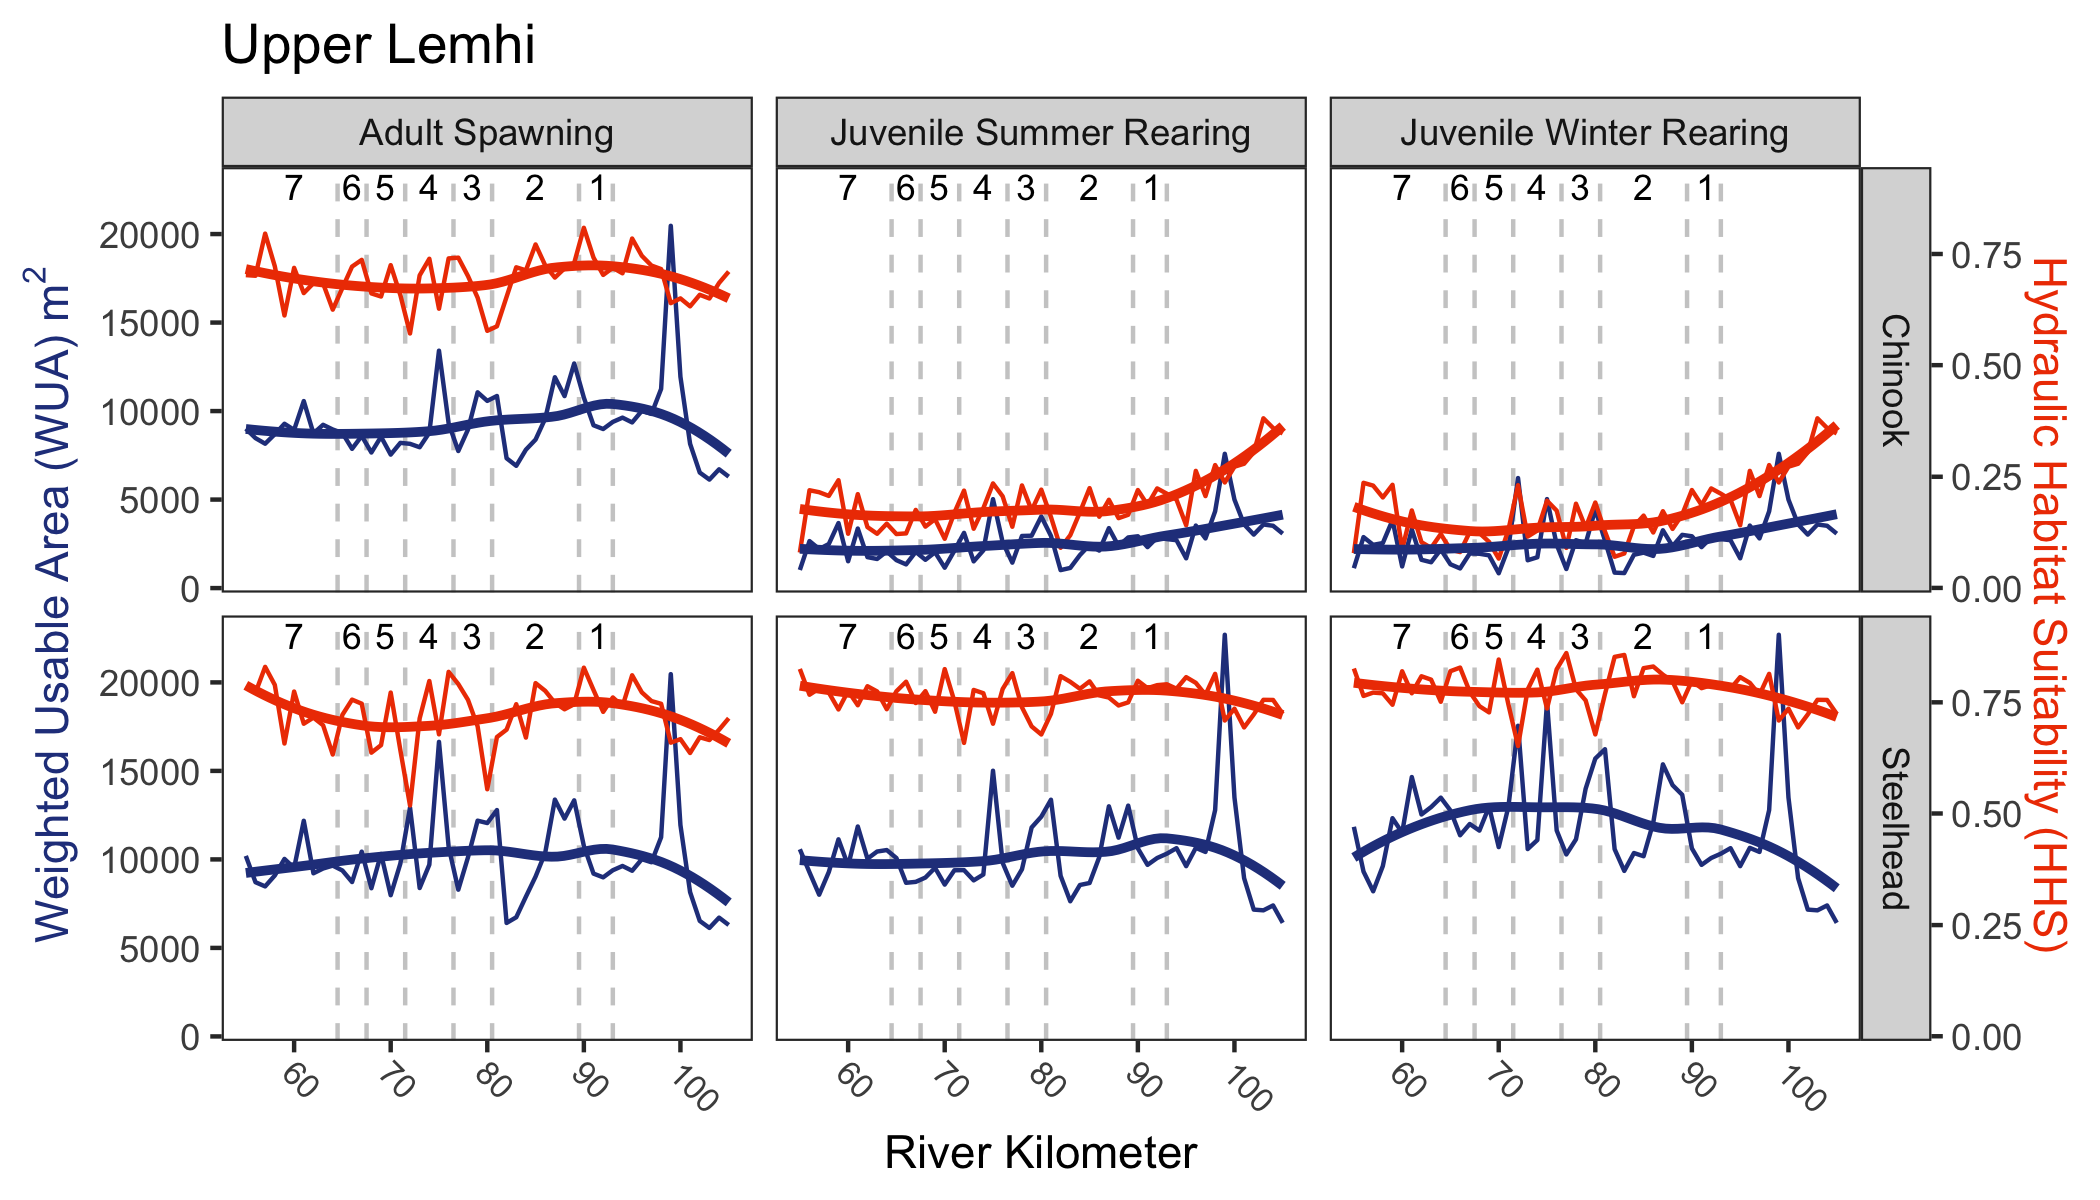 Upper Lemhi
Adult Spawning
Juvenile Summer Rearing
Juvenile Winter Rearing
7 6 5 4 3 2 1
7 6 5 4 3 2 1
7 6 5 4 3 2 1
20000
15000
10000
5000
0
0.75
0.50
0.25
0.00
Chinook
7 6 5 4 3 2 1
7 6 5 4 3 2 1
7 6 5 4 3 2 1
20000
15000
10000
5000
0
0.75
0.50
0.25
0.00
Steelhead
Weighted Usable Area (WUA) m²
Hydraulic Habitat Suitability (HHS)
60 70 80 90 100
60 70 80 90 100
60 70 80 90 100
River Kilometer